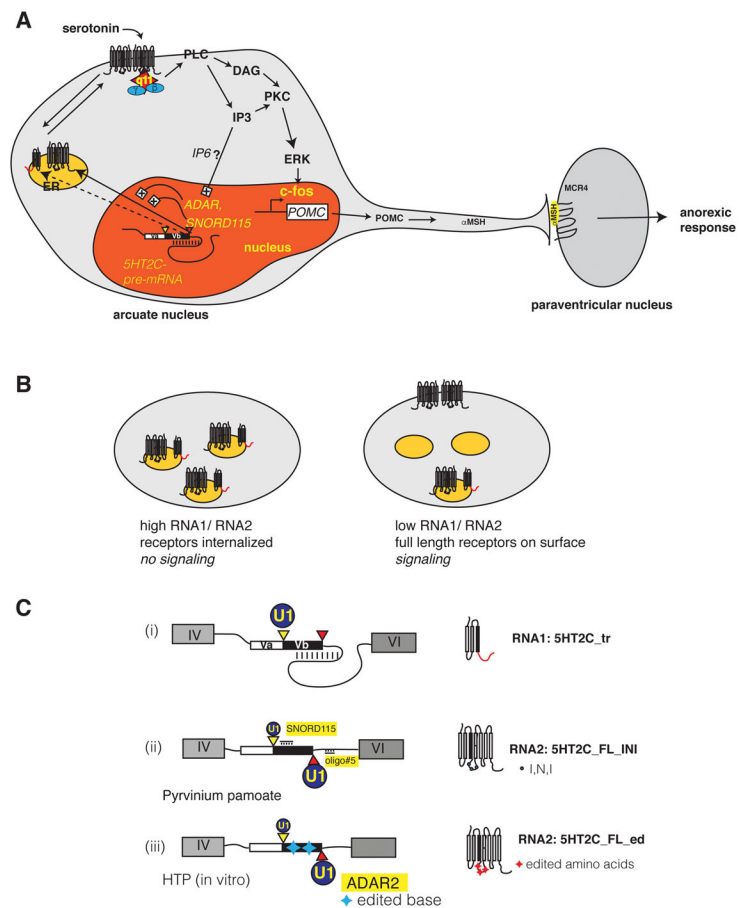 A
serotonin
PLC
DAG
q11
γ β
PKC
IP3
IP6?
ERK
ER
c-fos
ADAR,
SNORD115
POMC
POMC
αMSH
αMSH
MCR4
anorexic
response
Va Vb
nucleus
5HT2C-
pre-mRNA
arcuate nucleus
paraventricular nucleus
B
high RNA1/ RNA2
receptors internalized
no signaling
low RNA1/ RNA2
full length receptors on surface
signaling
C
(i)
IV
U1
Va Vb
VI
RNA1: 5HT2C_tr
(ii)
IV
U1
SNORD115
VI
U1
oligo#5
RNA2: 5HT2C_FL_INI
• I,N,I
Pyrvinium pamoate
(iii)
IV
U1
U1
RNA2: 5HT2C_FL_ed
edited amino acids
HTP (in vitro)
ADAR2
edited base